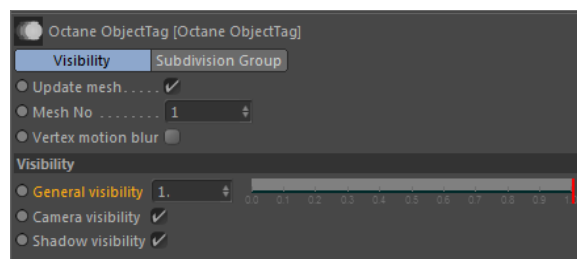 Octane ObjectTag [Octane ObjectTag]
Visibility Subdivision Group
Update mesh.....
Mesh No ........ 1
Vertex motion blur
Visibility
General visibility 1. 0.0 0.1 0.2 0.3 0.4 0.5 0.6 0.7 0.8 0.9 1.0
Camera visibility
Shadow visibility